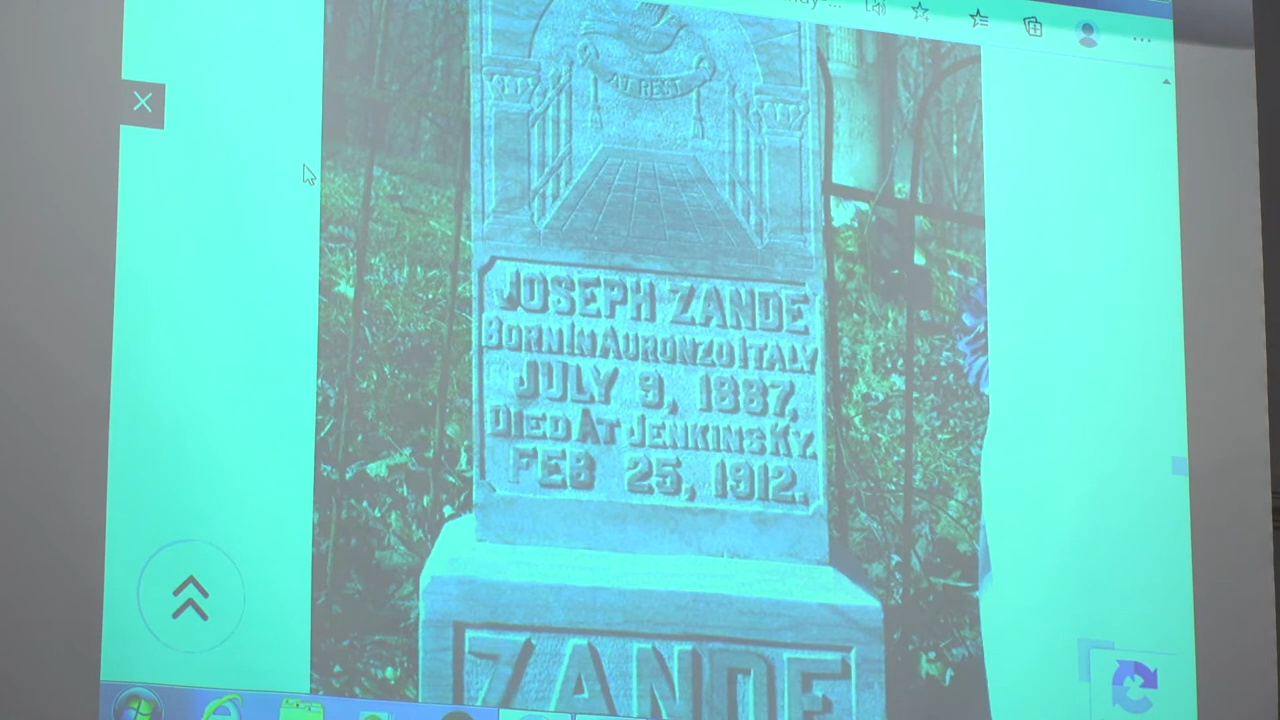 AT REST
JOSEPH ZANDE
BORN IN AURONZO ITALY
JULY 9, 1887,
DIED AT JENKINS KY.
FEB 25, 1912.
ZANDE